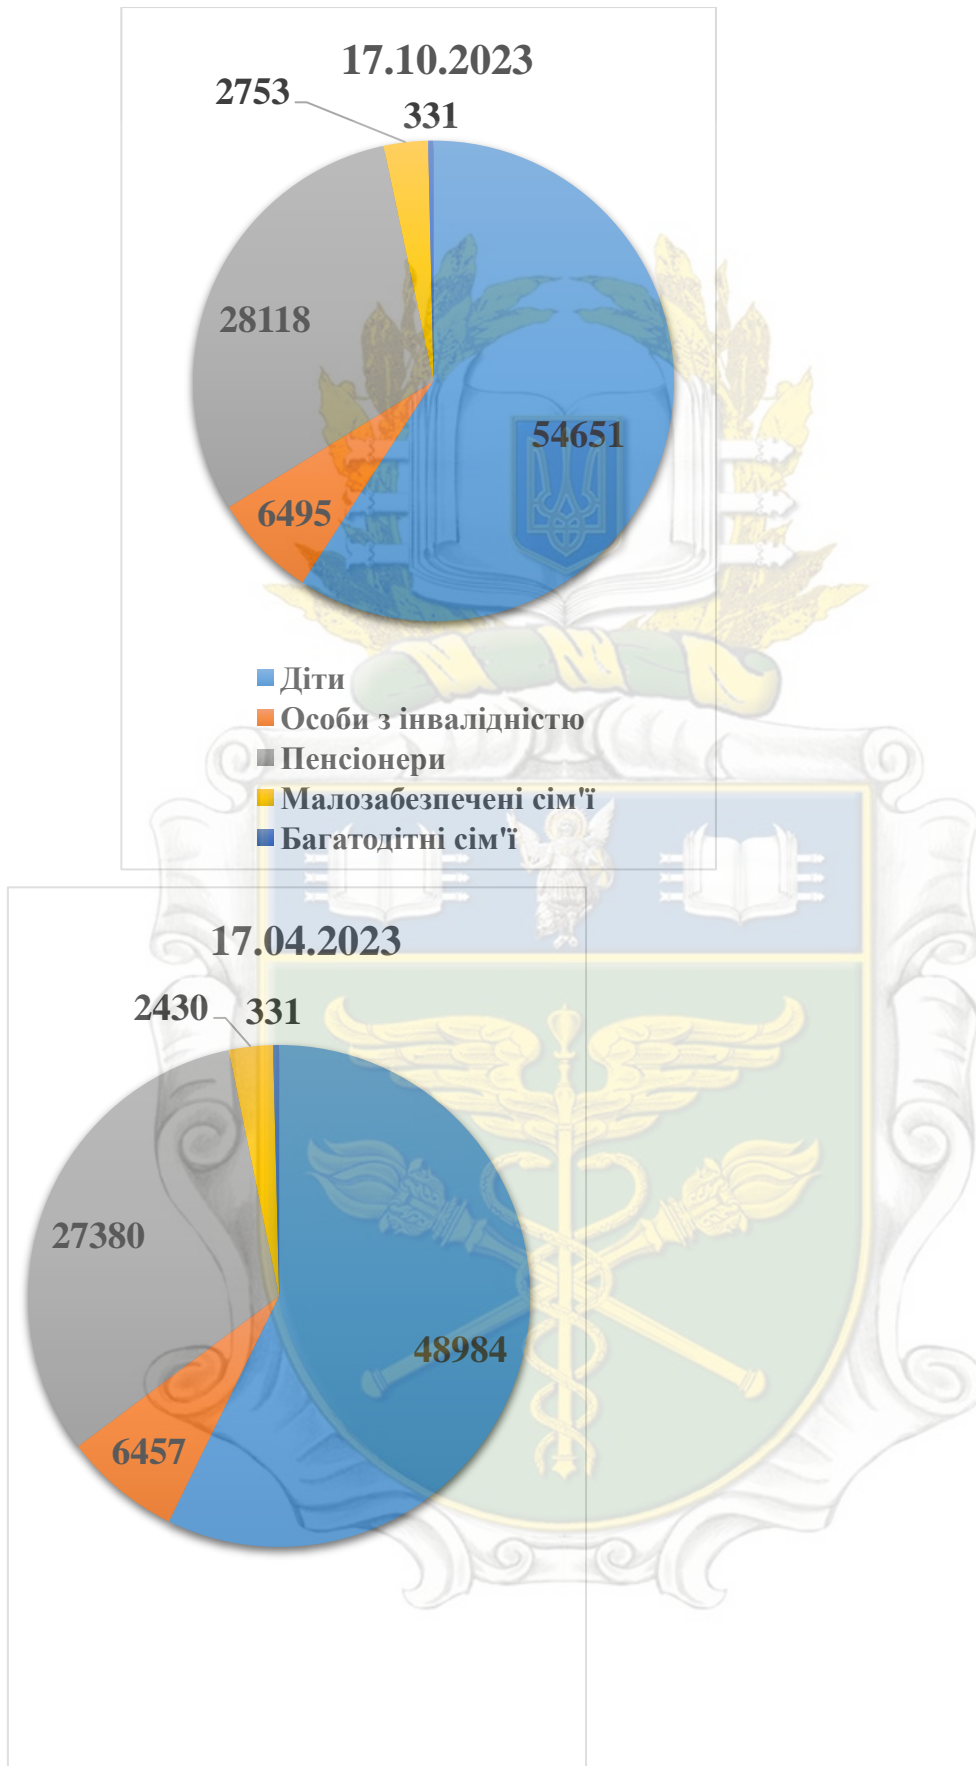 17.10.2023
2753
331
28118
54651
6495
Діти
Особи з інвалідністю
Пенсіонери
Малозабезпечені сім'ї
Багатодітні сім'ї
17.04.2023
2430
331
27380
48984
6457